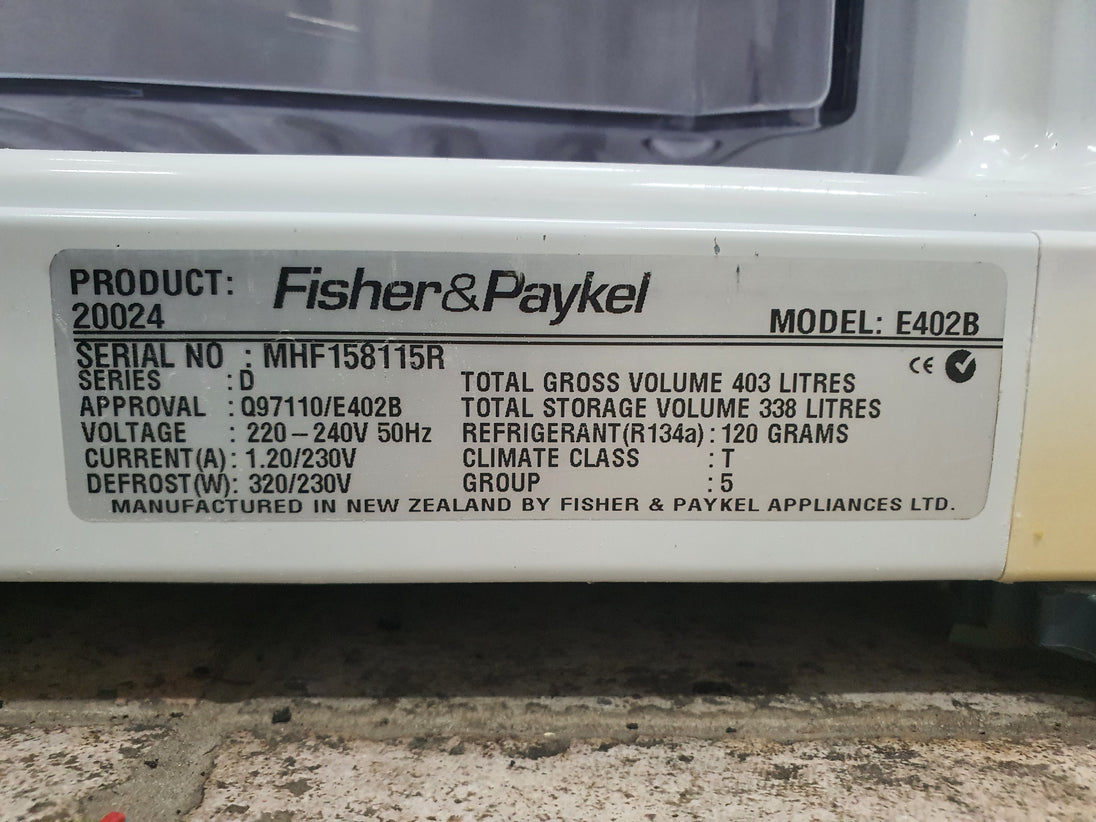 PRODUCT: Fisher&Paykel
20024 MODEL: E402B
SERIAL NO : MHF158115R CE
SERIES : D TOTAL GROSS VOLUME 403 LITRES
APPROVAL : Q97110/E402B TOTAL STORAGE VOLUME 338 LITRES
VOLTAGE : 220–240V 50Hz REFRIGERANT(R134a) : 120 GRAMS
CURRENT(A) : 1.20/230V CLIMATE CLASS : T
DEFROST(W) : 320/230V GROUP : 5
MANUFACTURED IN NEW ZEALAND BY FISHER & PAYKEL APPLIANCES LTD.